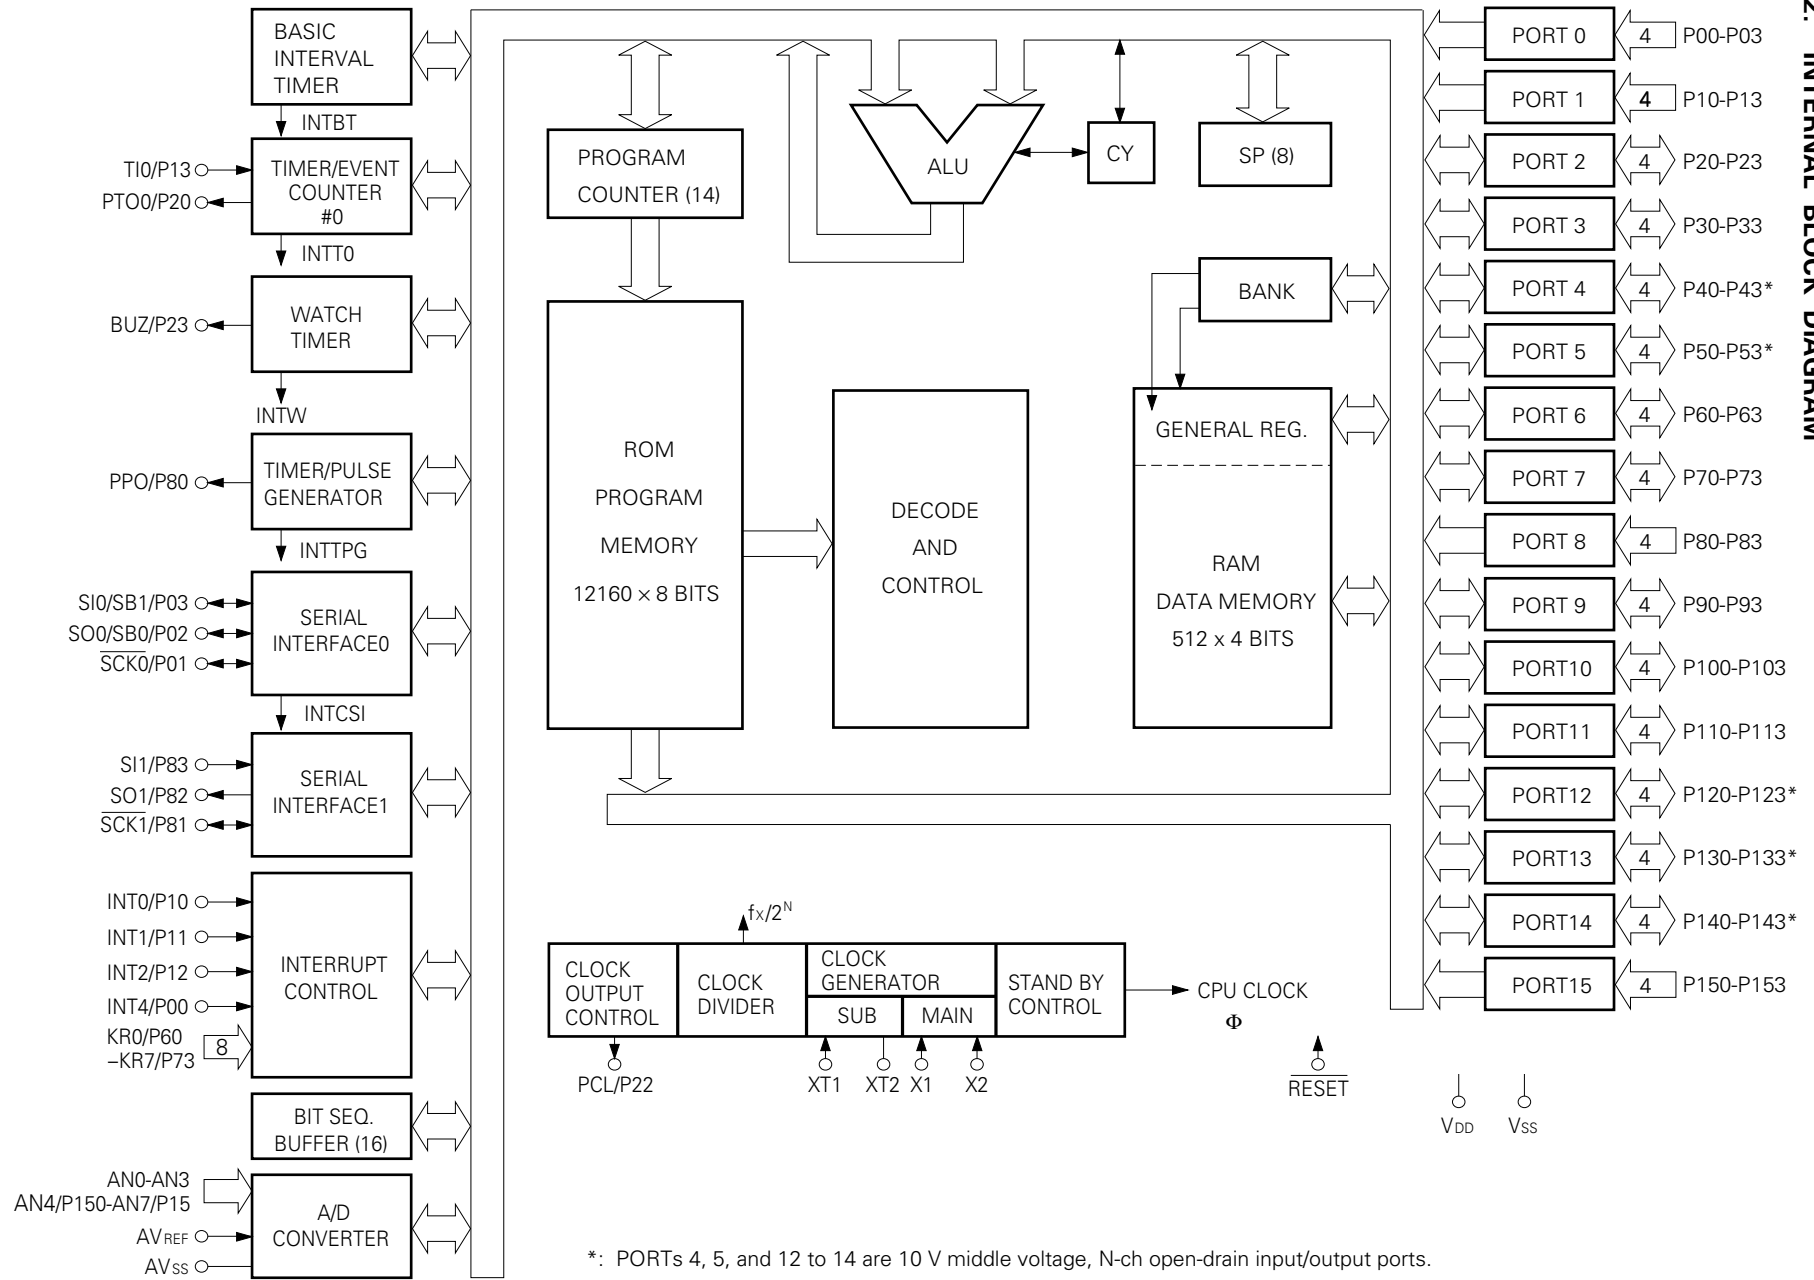 2. INTERNAL BLOCK DIAGRAM
BASIC
INTERVAL
TIMER
INTBT
TI0/P13
PTO0/P20
TIMER/EVENT
COUNTER
#0
INTT0
BUZ/P23
WATCH
TIMER
INTW
PPO/P80
TIMER/PULSE
GENERATOR
INTTPG
SI0/SB1/P03
SO0/SB0/P02
SCK0/P01
SERIAL
INTERFACE0
INTCSI
SI1/P83
SO1/P82
SCK1/P81
SERIAL
INTERFACE1
INT0/P10
INT1/P11
INT2/P12
INT4/P00
KR0/P60
–KR7/P73
8
INTERRUPT
CONTROL
BIT SEQ.
BUFFER (16)
AN0-AN3
AN4/P150-AN7/P15
AVREF
AVSS
A/D
CONVERTER
PROGRAM
COUNTER (14)
ALU
CY
SP (8)
BANK
ROM
PROGRAM
MEMORY
12160 × 8 BITS
DECODE
AND
CONTROL
GENERAL REG.
RAM
DATA MEMORY
512 x 4 BITS
fx/2N
CLOCK
OUTPUT
CONTROL
CLOCK
DIVIDER
CLOCK
GENERATOR
SUB
MAIN
STAND BY
CONTROL
CPU CLOCK
Φ
PCL/P22
XT1
XT2
X1
X2
RESET
VDD
VSS
PORT 0 4 P00-P03
PORT 1 4 P10-P13
PORT 2 4 P20-P23
PORT 3 4 P30-P33
PORT 4 4 P40-P43*
PORT 5 4 P50-P53*
PORT 6 4 P60-P63
PORT 7 4 P70-P73
PORT 8 4 P80-P83
PORT 9 4 P90-P93
PORT10 4 P100-P103
PORT11 4 P110-P113
PORT12 4 P120-P123*
PORT13 4 P130-P133*
PORT14 4 P140-P143*
PORT15 4 P150-P153
*: PORTs 4, 5, and 12 to 14 are 10 V middle voltage, N-ch open-drain input/output ports.